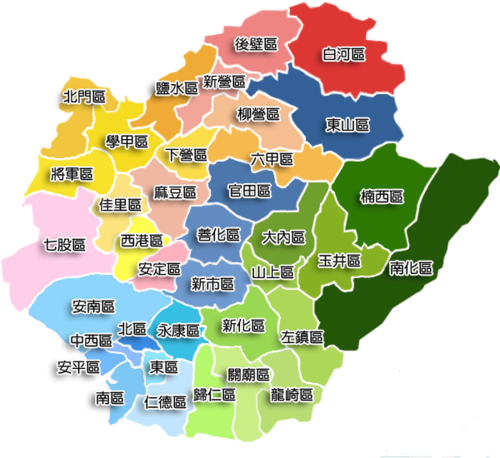 後壁區
白河區
新營區
鹽水區
北門區
柳營區
東山區
學甲區
下營區
六甲區
將軍區
麻豆區
官田區
楠西區
佳里區
七股區
西港區
善化區
大內區
玉井區
安定區
山上區
南化區
新市區
安南區
北區
永康區
新化區
左鎮區
中西區
安平區
東區
關廟區
南區
仁德區
歸仁區
龍崎區